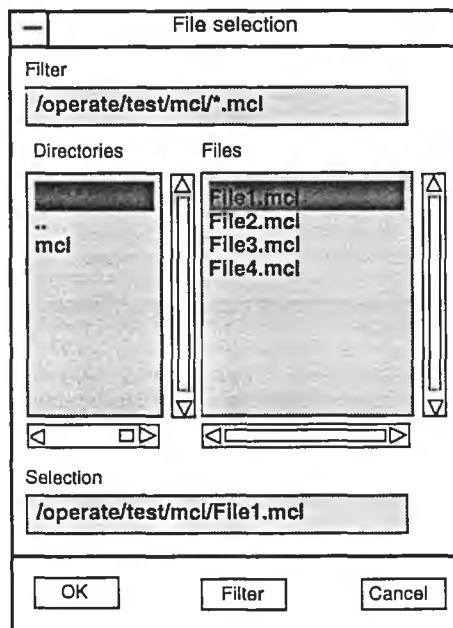 File selection
Filter
/operate/test/mcl/*.mcl
Directories Files
File1.mcl
.. File2.mcl
mcl File3.mcl
File4.mcl
Selection
/operate/test/mcl/File1.mcl
OK Filter Cancel